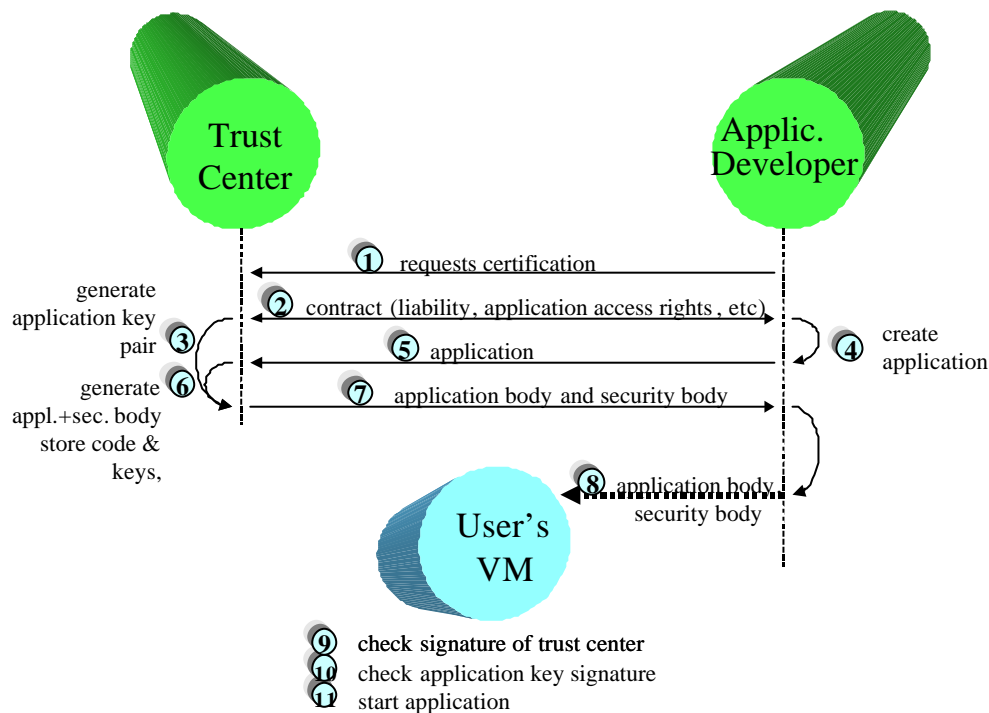 Trust
Center
Applic.
Developer
1 requests certification
generate
application key
pair
2 contract (liability, application access rights , etc)
3
4 create
application
5 application
6 generate
appl.+sec. body
store code &
keys,
7 application body and security body
8 application body
security body
User's
VM
9 check signature of trust center
10 check application key signature
11 start application